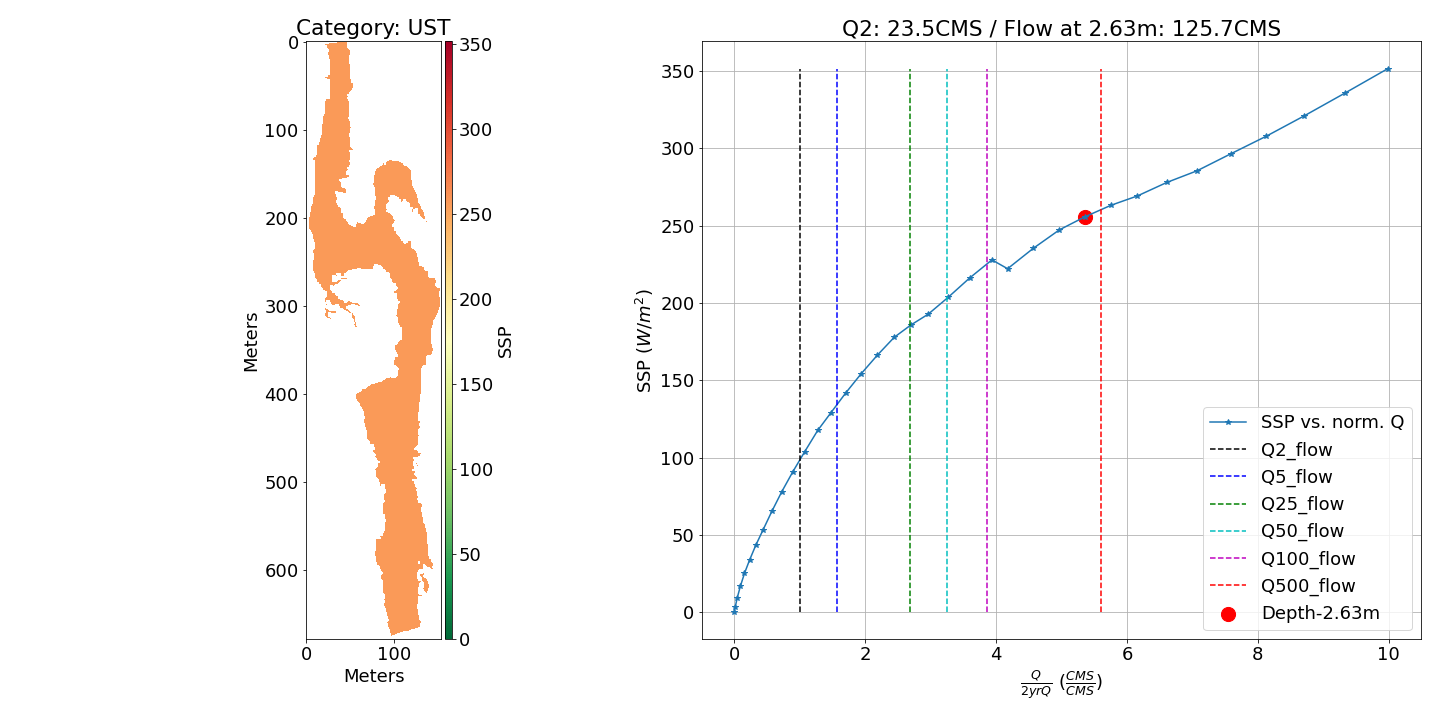 Category: UST
0
100
200
300
400
500
600
Meters
0
100
Meters
350
300
250
200
150
100
50
0
SSP
Q2: 23.5CMS / Flow at 2.63m: 125.7CMS
350
300
250
200
150
100
50
0
SSP (W/m²)
0
2
4
6
8
10
Q/2yrQ (CMS/CMS)
SSP vs. norm. Q
Q2_flow
Q5_flow
Q25_flow
Q50_flow
Q100_flow
Q500_flow
Depth-2.63m